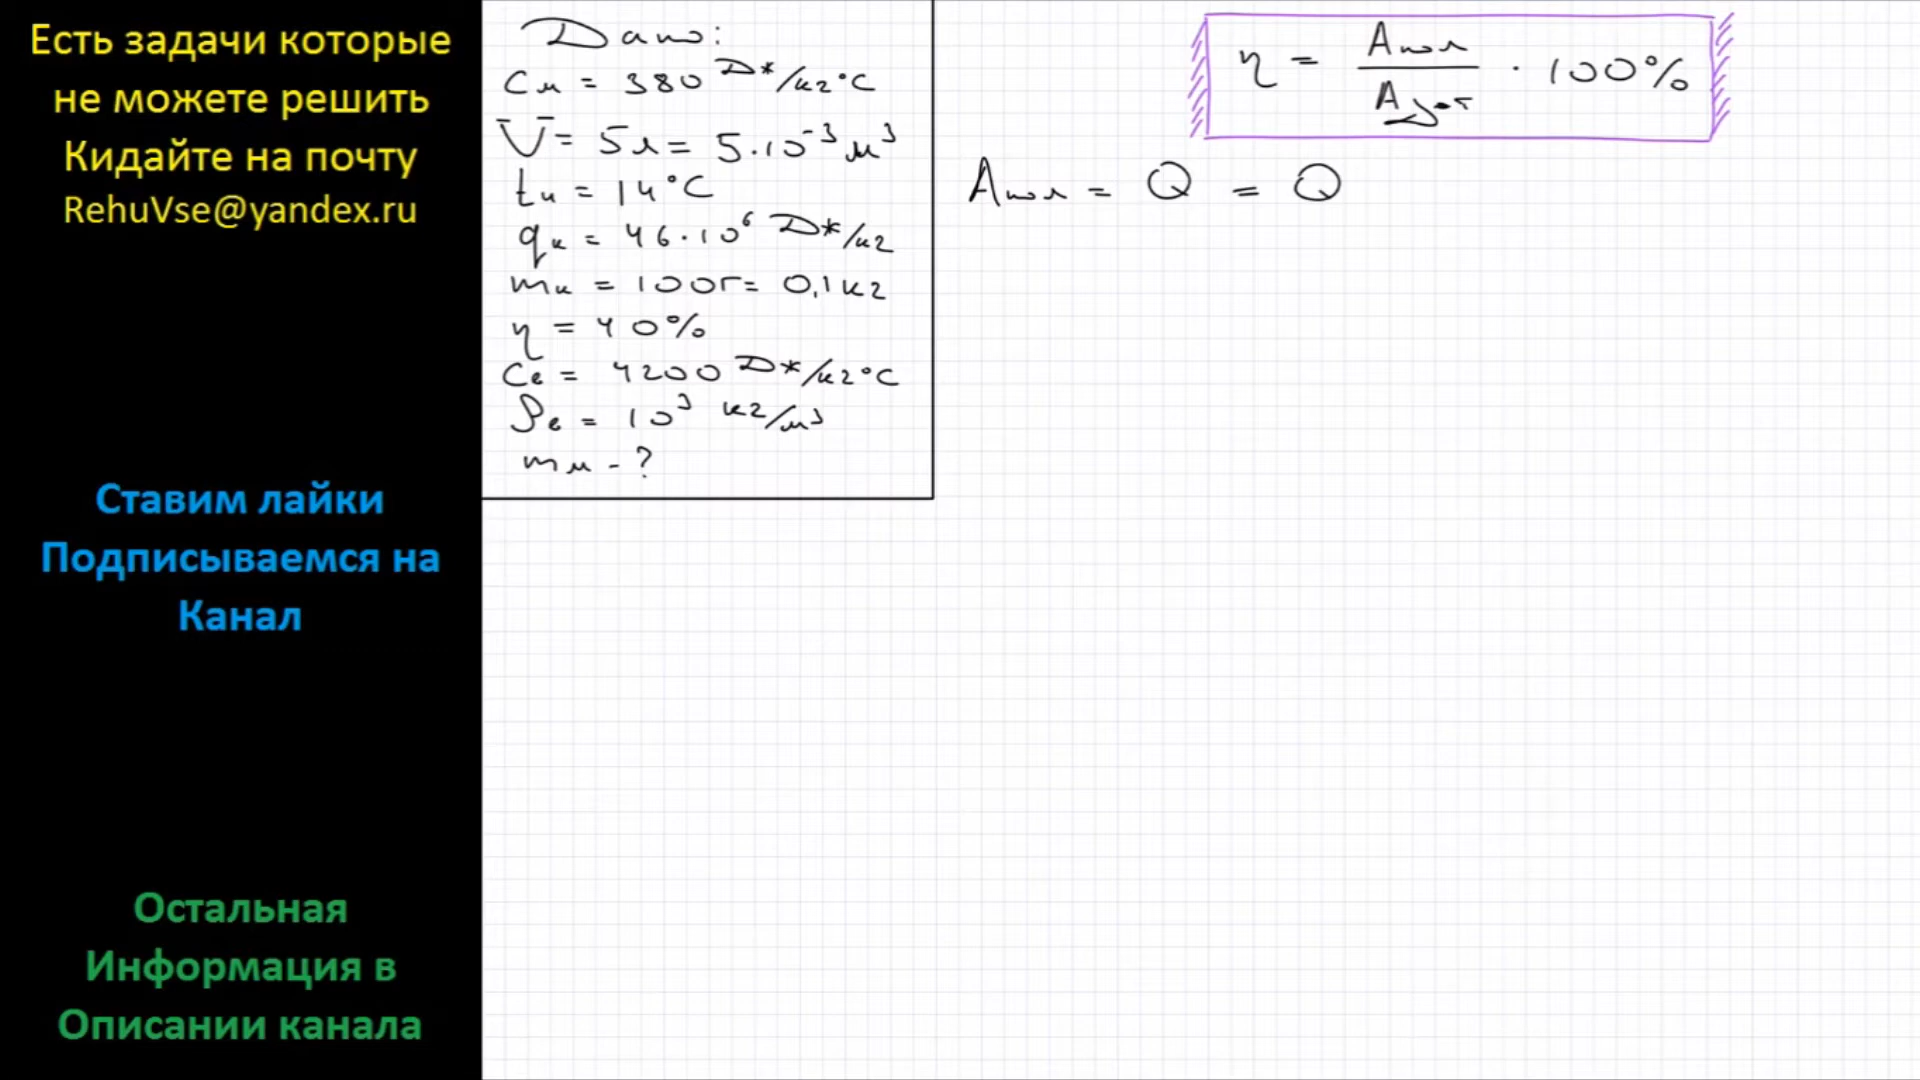 Есть задачи которые
не можете решить
Кидайте на почту
RehuVse@yandex.ru
Ставим лайки
Подписываемся на
Канал
Остальная
Информация в
Описании канала
Дано:
cм = 380 Дж/кг°C
V = 5л = 5·10⁻³ м³
tн = 14°C
qк = 46·10⁶ Дж/кг
mк = 100г = 0,1кг
η = 40%
cв = 4200 Дж/кг°C
ρв = 10³ кг/м³
mм - ?
η = Aпол / Aзат · 100%
Aпол = Q = Q